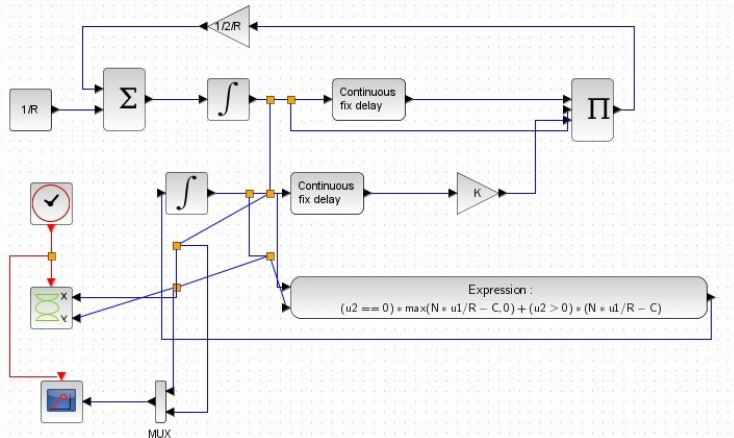 1/2/R
1/R
Σ
∫
Continuous
fix delay
Π
∫
Continuous
fix delay
K
X
Y
Expression :
(u2 == 0) * max(N * u1/R − C, 0) + (u2 > 0) * (N * u1/R − C)
MUX